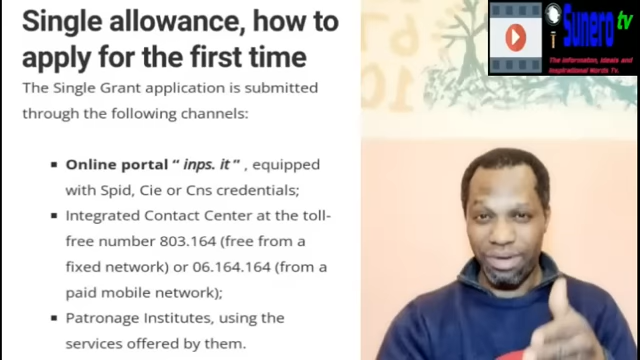 Single allowance, how to
apply for the first time
The Single Grant application is submitted
through the following channels:
▪ Online portal “ inps. it ” , equipped
with Spid, Cie or Cns credentials;
▪ Integrated Contact Center at the toll-
free number 803.164 (free from a
fixed network) or 06.164.164 (from a
paid mobile network);
▪ Patronage Institutes, using the
services offered by them.
Sunero tv
The Information, Ideals and
Inspirational Words Tv.